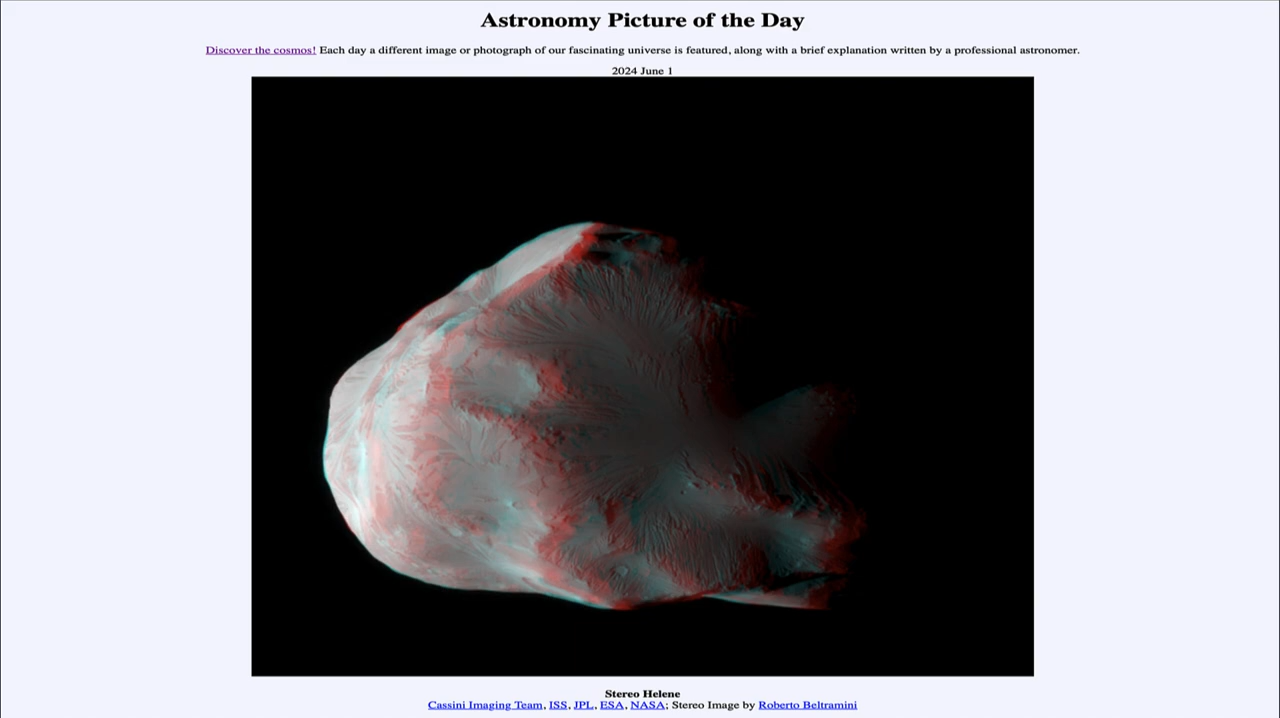 Astronomy Picture of the Day
Discover the cosmos! Each day a different image or photograph of our fascinating universe is featured, along with a brief explanation written by a professional astronomer.
2024 June 1
Stereo Helene
Cassini Imaging Team, ISS, JPL, ESA, NASA; Stereo Image by Roberto Beltramini